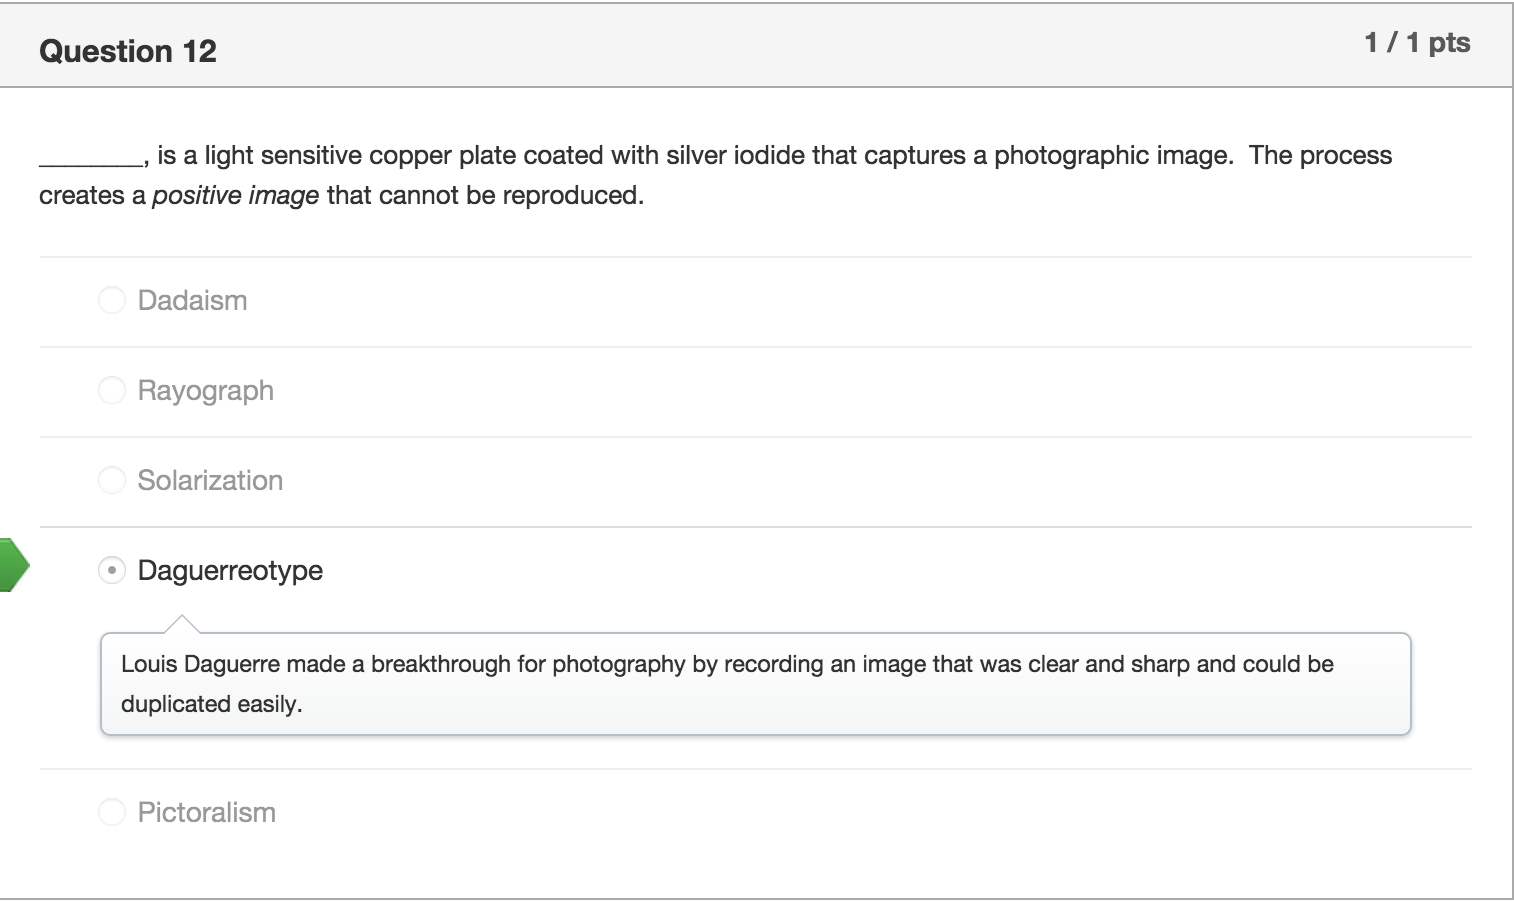 Question 12
1 / 1 pts
________, is a light sensitive copper plate coated with silver iodide that captures a photographic image.  The process
creates a positive image that cannot be reproduced.
Dadaism
Rayograph
Solarization
Daguerreotype
Louis Daguerre made a breakthrough for photography by recording an image that was clear and sharp and could be
duplicated easily.
Pictoralism